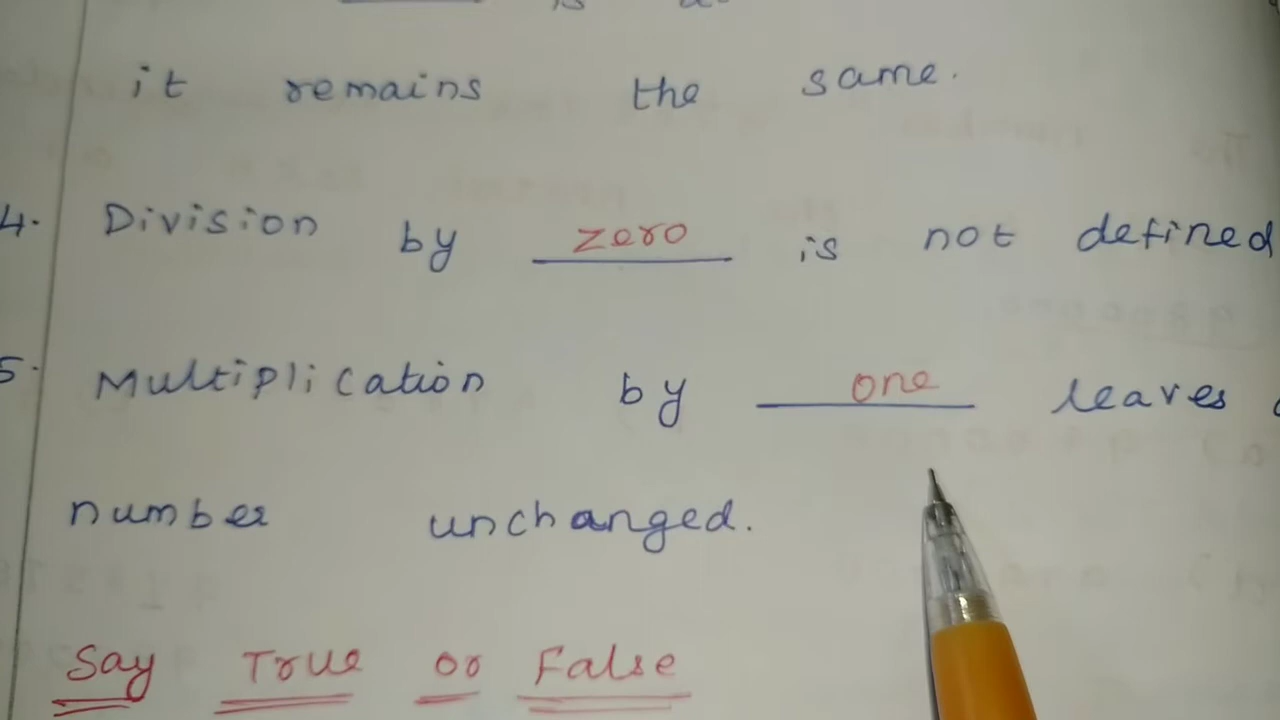 is
it remains the same.
4. Division by zero is not defined
5. Multiplication by one leaves
number unchanged.
Say True or False